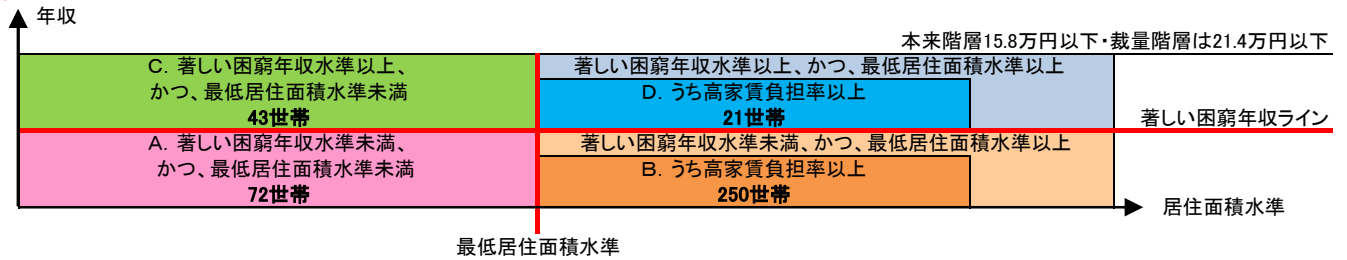 年収
本来階層15.8万円以下・裁量階層は21.4万円以下
C．著しい困窮年収水準以上、
かつ、最低居住面積水準未満
43世帯
著しい困窮年収水準以上、かつ、最低居住面積水準以上
D．うち高家賃負担率以上
21世帯
著しい困窮年収ライン
A．著しい困窮年収水準未満、
かつ、最低居住面積水準未満
72世帯
著しい困窮年収水準未満、かつ、最低居住面積水準以上
B．うち高家賃負担率以上
250世帯
居住面積水準
最低居住面積水準